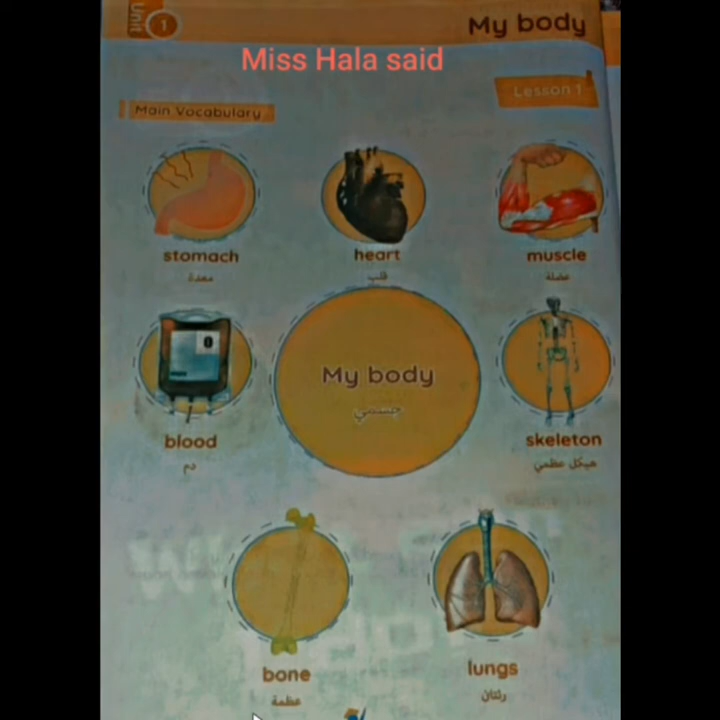 Unit 1
My body
Miss Hala said
Lesson 1
Main Vocabulary
stomach
معدة
heart
قلب
muscle
عضلة
blood
دم
My body
جسمي
skeleton
هيكل عظمي
bone
عظمة
lungs
رئتان